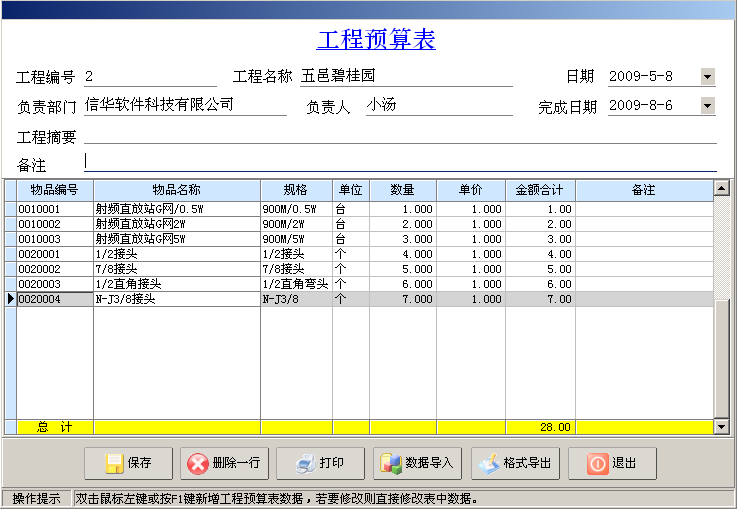 工程预算表
工程编号 2 工程名称 五邑碧桂园 日期 2009-5-8
负责部门 信华软件科技有限公司 负责人 小汤 完成日期 2009-8-6
工程摘要
备注
物品编号 物品名称 规格 单位 数量 单价 金额合计 备注
0010001 射频直放站G网/0.5W 900M/0.5W 台 1.000 1.000 1.00
0010002 射频直放站G网2W 900M/2W 台 2.000 1.000 2.00
0010003 射频直放站G网5W 900M/5W 台 3.000 1.000 3.00
0020001 1/2接头 1/2接头 个 4.000 1.000 4.00
0020002 7/8接头 7/8接头 个 5.000 1.000 5.00
0020003 1/2直角接头 1/2直角弯头 个 6.000 1.000 6.00
0020004 N-J3/8接头 N-J3/8 个 7.000 1.000 7.00
总 计 28.00
保存 删除一行 打印 数据导入 格式导出 退出
操作提示 双击鼠标左键或按F1键新增工程预算表数据，若要修改则直接修改表中数据。